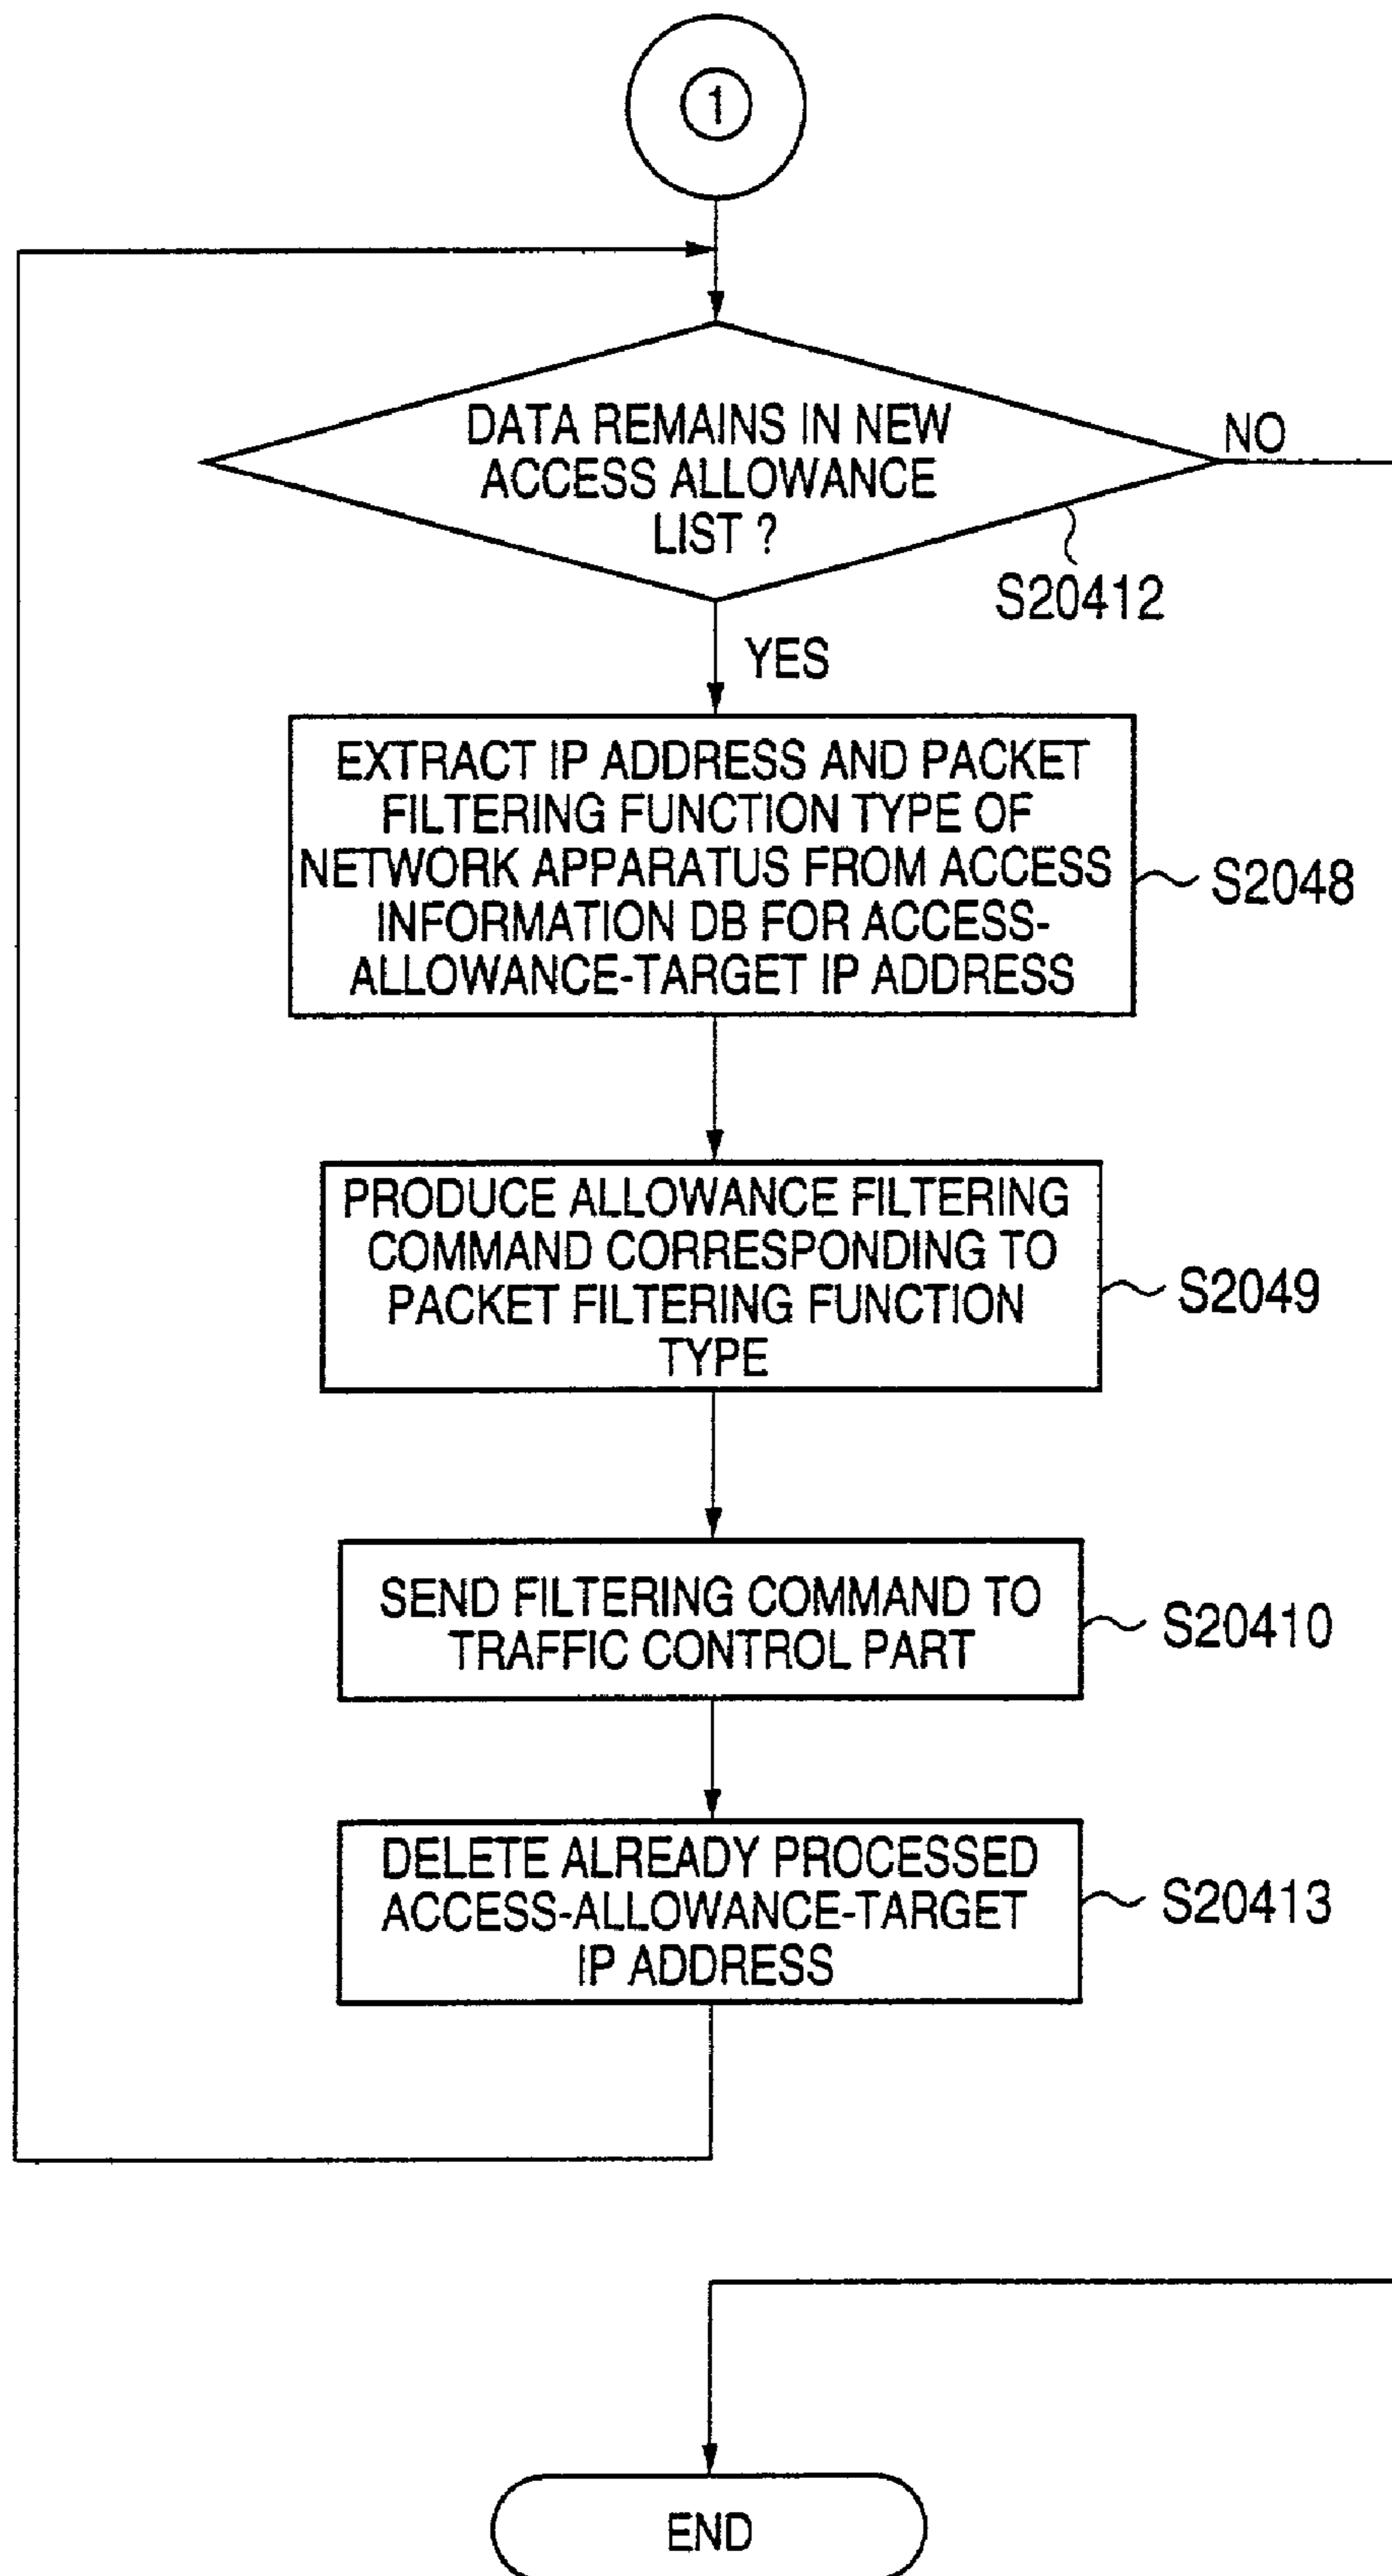 1
DATA REMAINS IN NEW
ACCESS ALLOWANCE
LIST ?
NO
S20412
YES
EXTRACT IP ADDRESS AND PACKET
FILTERING FUNCTION TYPE OF
NETWORK APPARATUS FROM ACCESS
INFORMATION DB FOR ACCESS-
ALLOWANCE-TARGET IP ADDRESS
S2048
PRODUCE ALLOWANCE FILTERING
COMMAND CORRESPONDING TO
PACKET FILTERING FUNCTION
TYPE
S2049
SEND FILTERING COMMAND TO
TRAFFIC CONTROL PART
S20410
DELETE ALREADY PROCESSED
ACCESS-ALLOWANCE-TARGET
IP ADDRESS
S20413
END